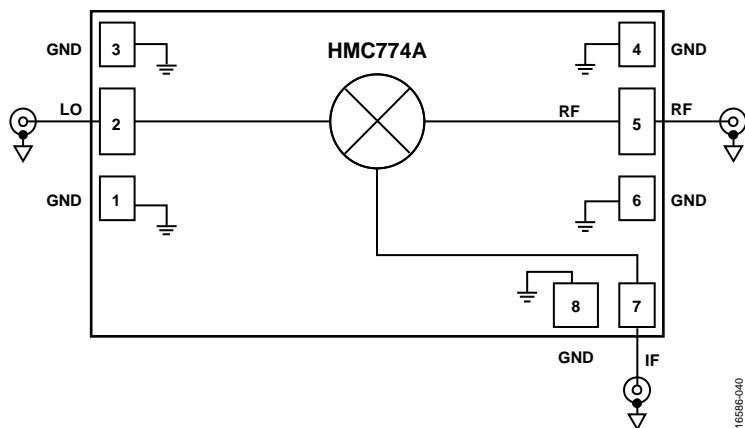 HMC774A
GND 3
4 GND
LO 2
RF 5 RF
GND 1
6 GND
8 7
GND IF
16586-040